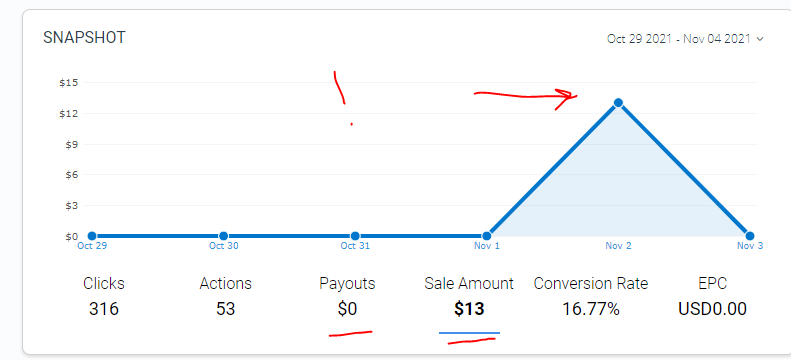 SNAPSHOT
Oct 29 2021 - Nov 04 2021
$15
$12
$9
$6
$3
$0
Oct 29 Oct 30 Oct 31 Nov 1 Nov 2 Nov 3
Clicks Actions Payouts Sale Amount Conversion Rate EPC
316 53 $0 $13 16.77% USD0.00
!